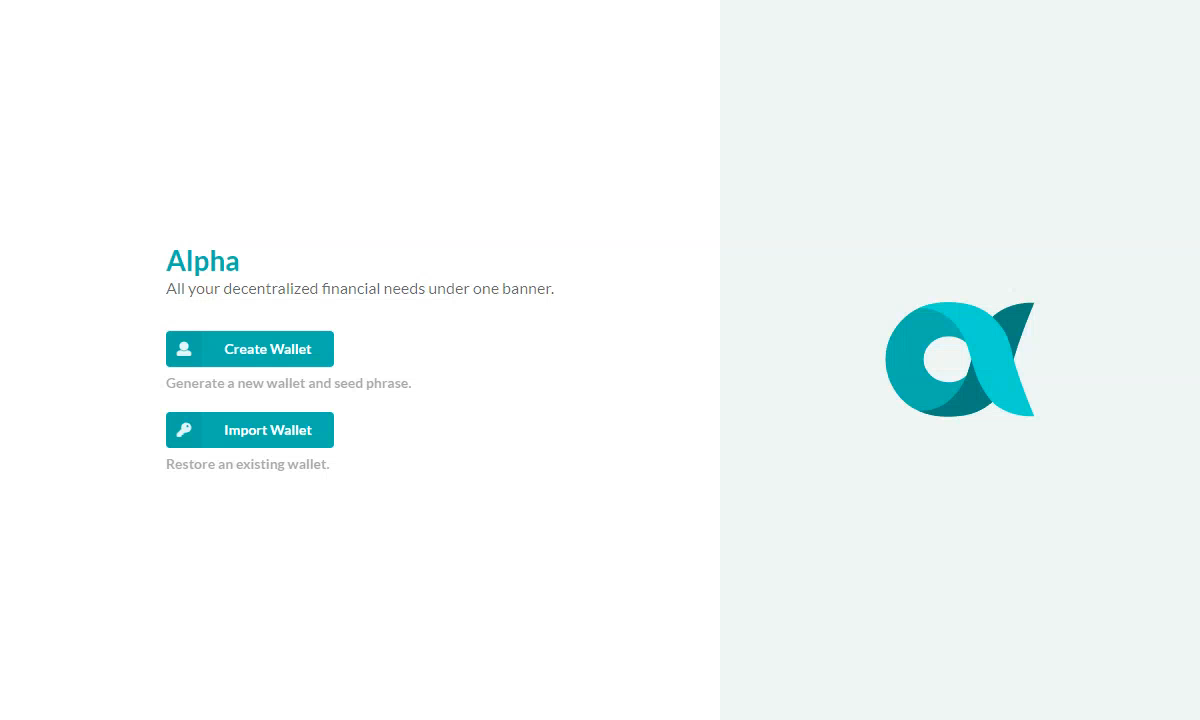 Alpha
All your decentralized financial needs under one banner.
Create Wallet
Generate a new wallet and seed phrase.
Import Wallet
Restore an existing wallet.